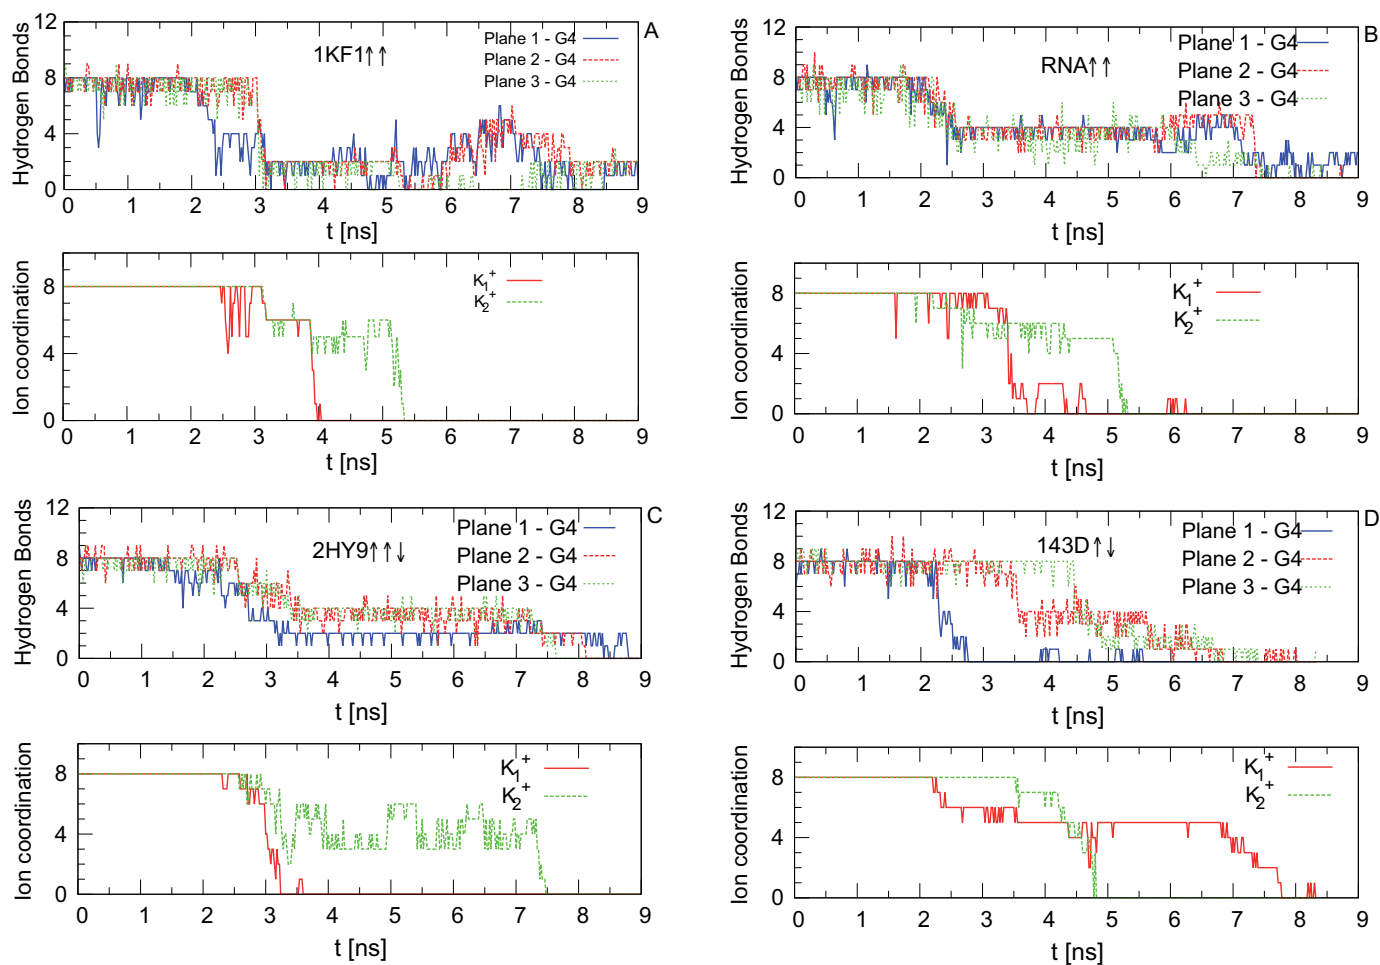 A
Hydrogen Bonds
12
8
4
0
1KF1↑↑
Plane 1 - G4
Plane 2 - G4
Plane 3 - G4
0 1 2 3 4 5 6 7 8 9
t [ns]
Ion coordination
8
4
0
K1+
K2+
0 1 2 3 4 5 6 7 8 9
t [ns]
B
Hydrogen Bonds
12
8
4
0
RNA↑↑
Plane 1 - G4
Plane 2 - G4
Plane 3 - G4
0 1 2 3 4 5 6 7 8 9
t [ns]
Ion coordination
8
4
0
K1+
K2+
0 1 2 3 4 5 6 7 8 9
t [ns]
C
Hydrogen Bonds
12
8
4
0
2HY9↑↑↓
Plane 1 - G4
Plane 2 - G4
Plane 3 - G4
0 1 2 3 4 5 6 7 8 9
t [ns]
Ion coordination
8
4
0
K1+
K2+
0 1 2 3 4 5 6 7 8 9
t [ns]
D
Hydrogen Bonds
12
8
4
0
143D↑↓
Plane 1 - G4
Plane 2 - G4
Plane 3 - G4
0 1 2 3 4 5 6 7 8 9
t [ns]
Ion coordination
8
4
0
K1+
K2+
0 1 2 3 4 5 6 7 8 9
t [ns]